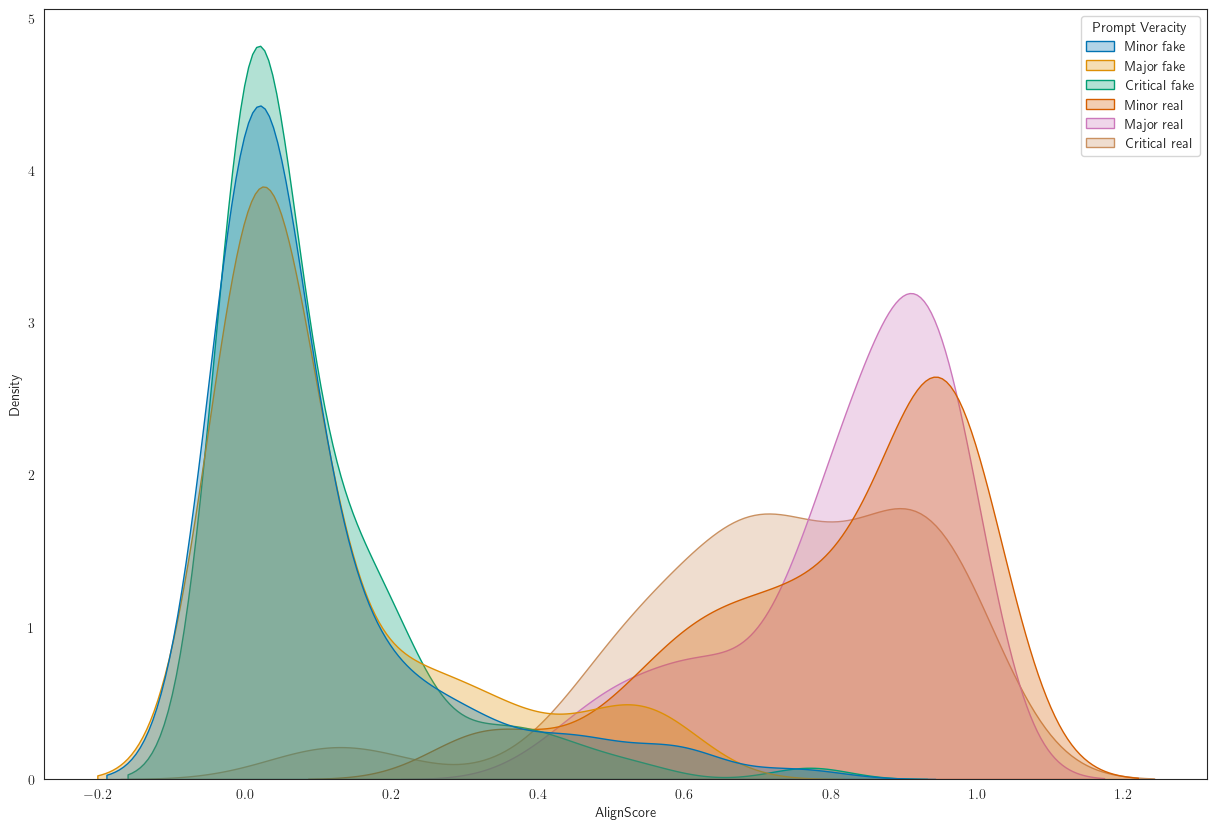 Prompt Veracity
Minor fake
Major fake
Critical fake
Minor real
Major real
Critical real
5
4
3
2
1
0
Density
−0.2
0.0
0.2
0.4
0.6
0.8
1.0
1.2
AlignScore